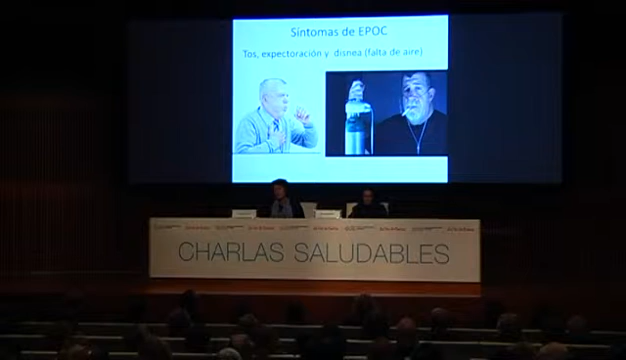 Síntomas de EPOC
Tos, expectoración y disnea (falta de aire)
CHARLAS SALUDABLES